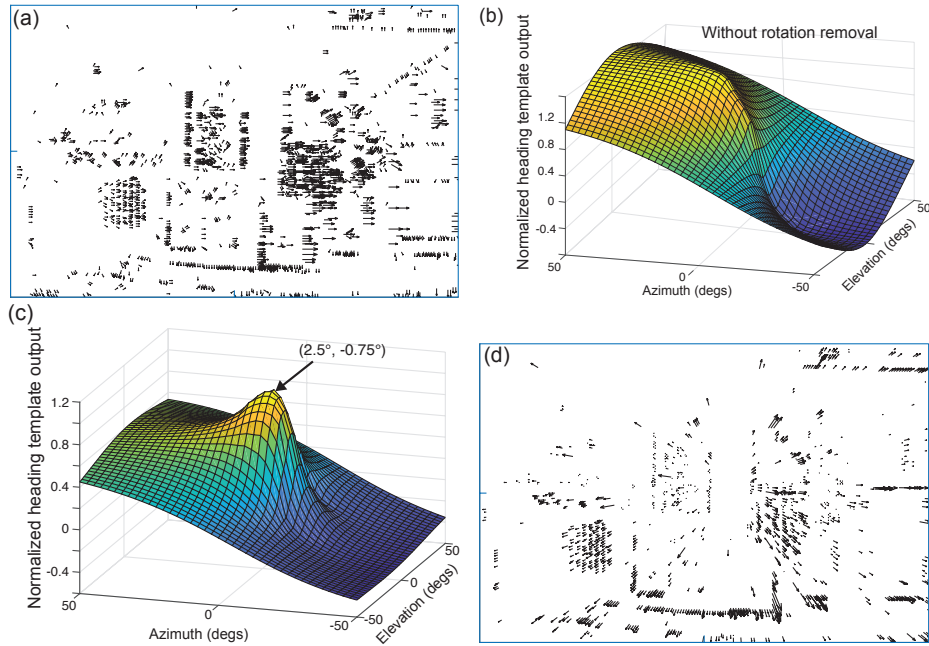 (a)
(b)
Without rotation removal
Normalized heading template output
1.2
0.8
0.4
0
-0.4
50
0
-50
Azimuth (degs)
50
0
Elevation (degs)
(c)
(2.5°, -0.75°)
Normalized heading template output
1.2
0.8
0.4
0
-0.4
50
0
-50
Azimuth (degs)
50
0
-50
Elevation (degs)
(d)